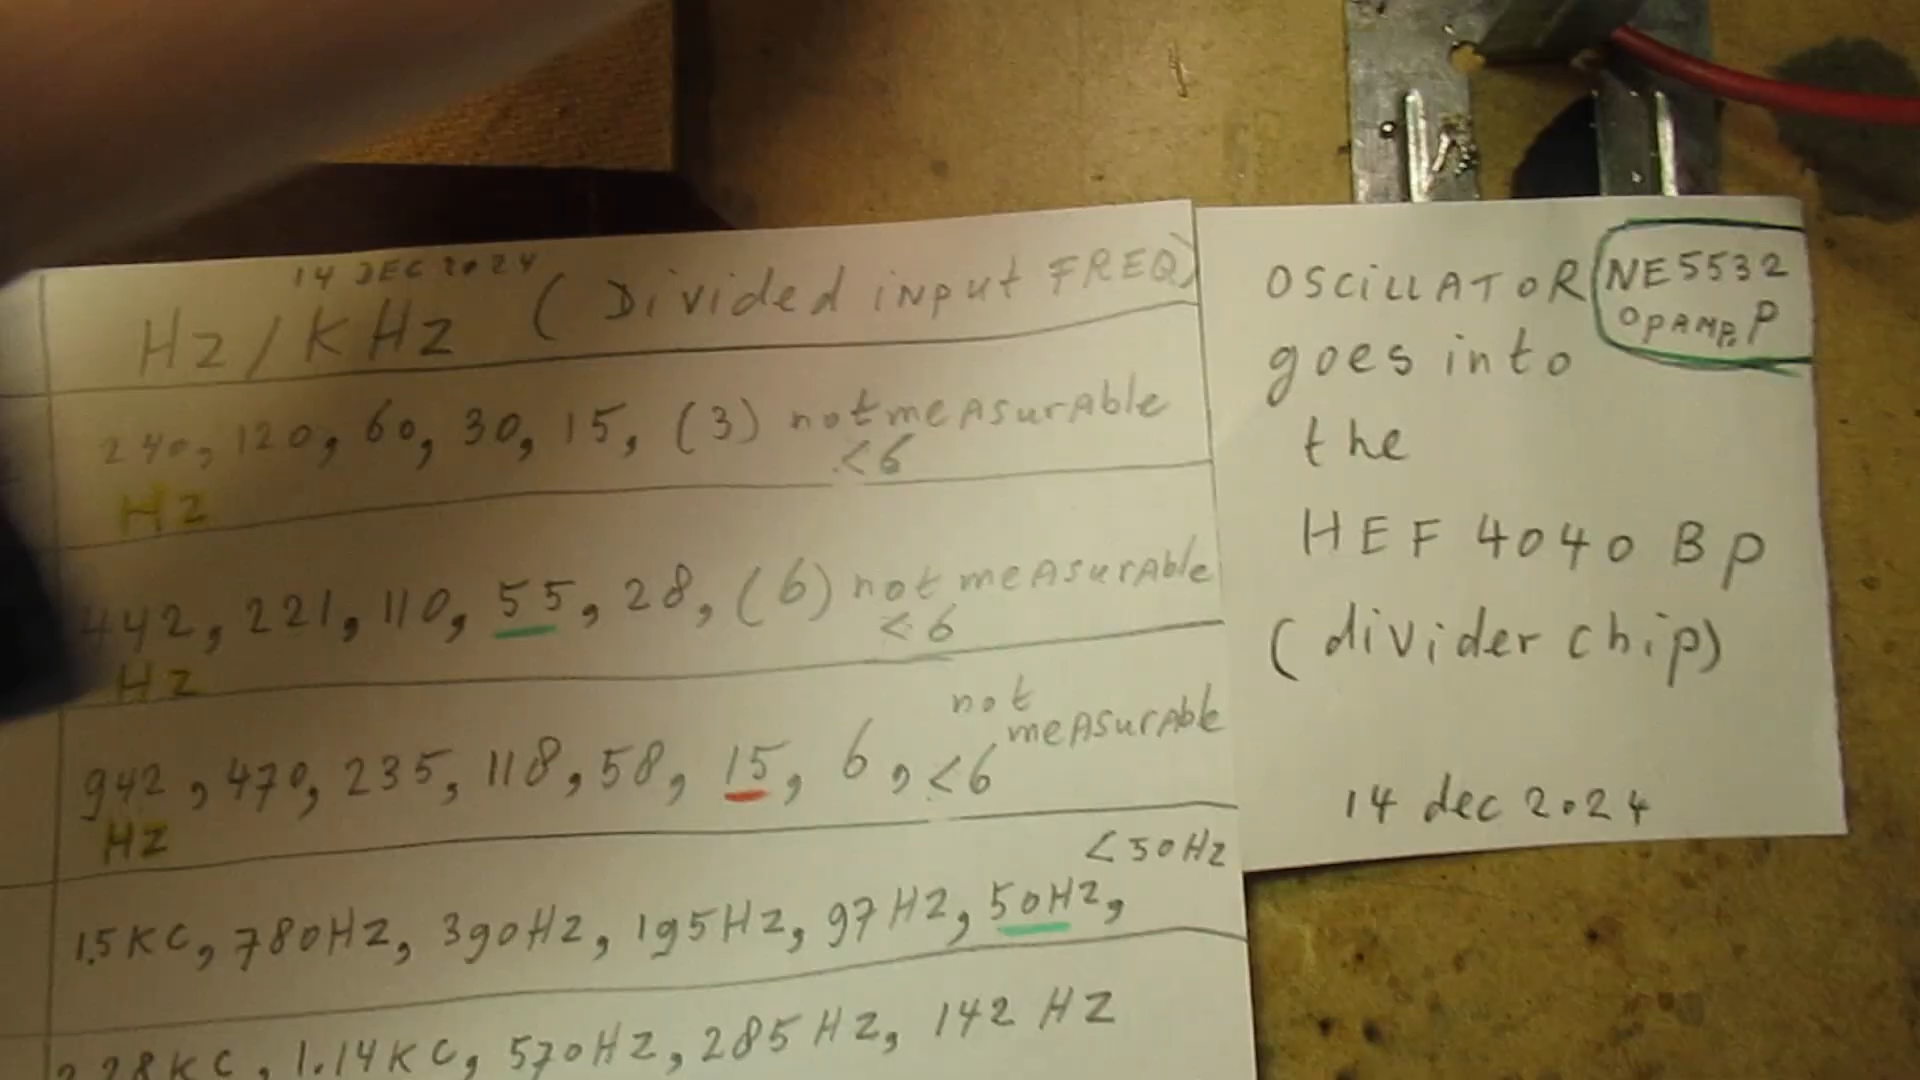 14 DEC 2024
Hz/KHz (Divided input FREQ)
240, 120, 60, 30, 15, (3) not measurable
<6
Hz
442, 221, 110, 55, 28, (6) not measurable
<6
Hz
not
measurable
942, 470, 235, 118, 58, 15, 6, <6
HZ
<50HZ
1.5KC, 780HZ, 390HZ, 195HZ, 97HZ, 50HZ,
2.28KC, 1.14KC, 570HZ, 285HZ, 142 HZ
OSCiLLATOR NE5532
OPAMP. P
goes into
the
HEF 4040 BP
(divider chip)
14 dec 2024